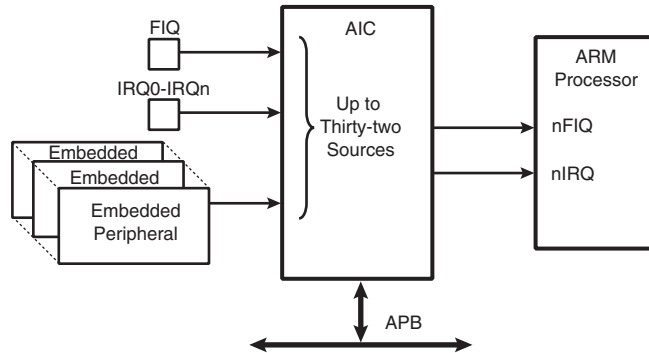 FIQ
IRQ0-IRQn
Embedded
Embedded
Embedded
Peripheral
AIC
Up to
Thirty-two
Sources
ARM
Processor
nFIQ
nIRQ
APB